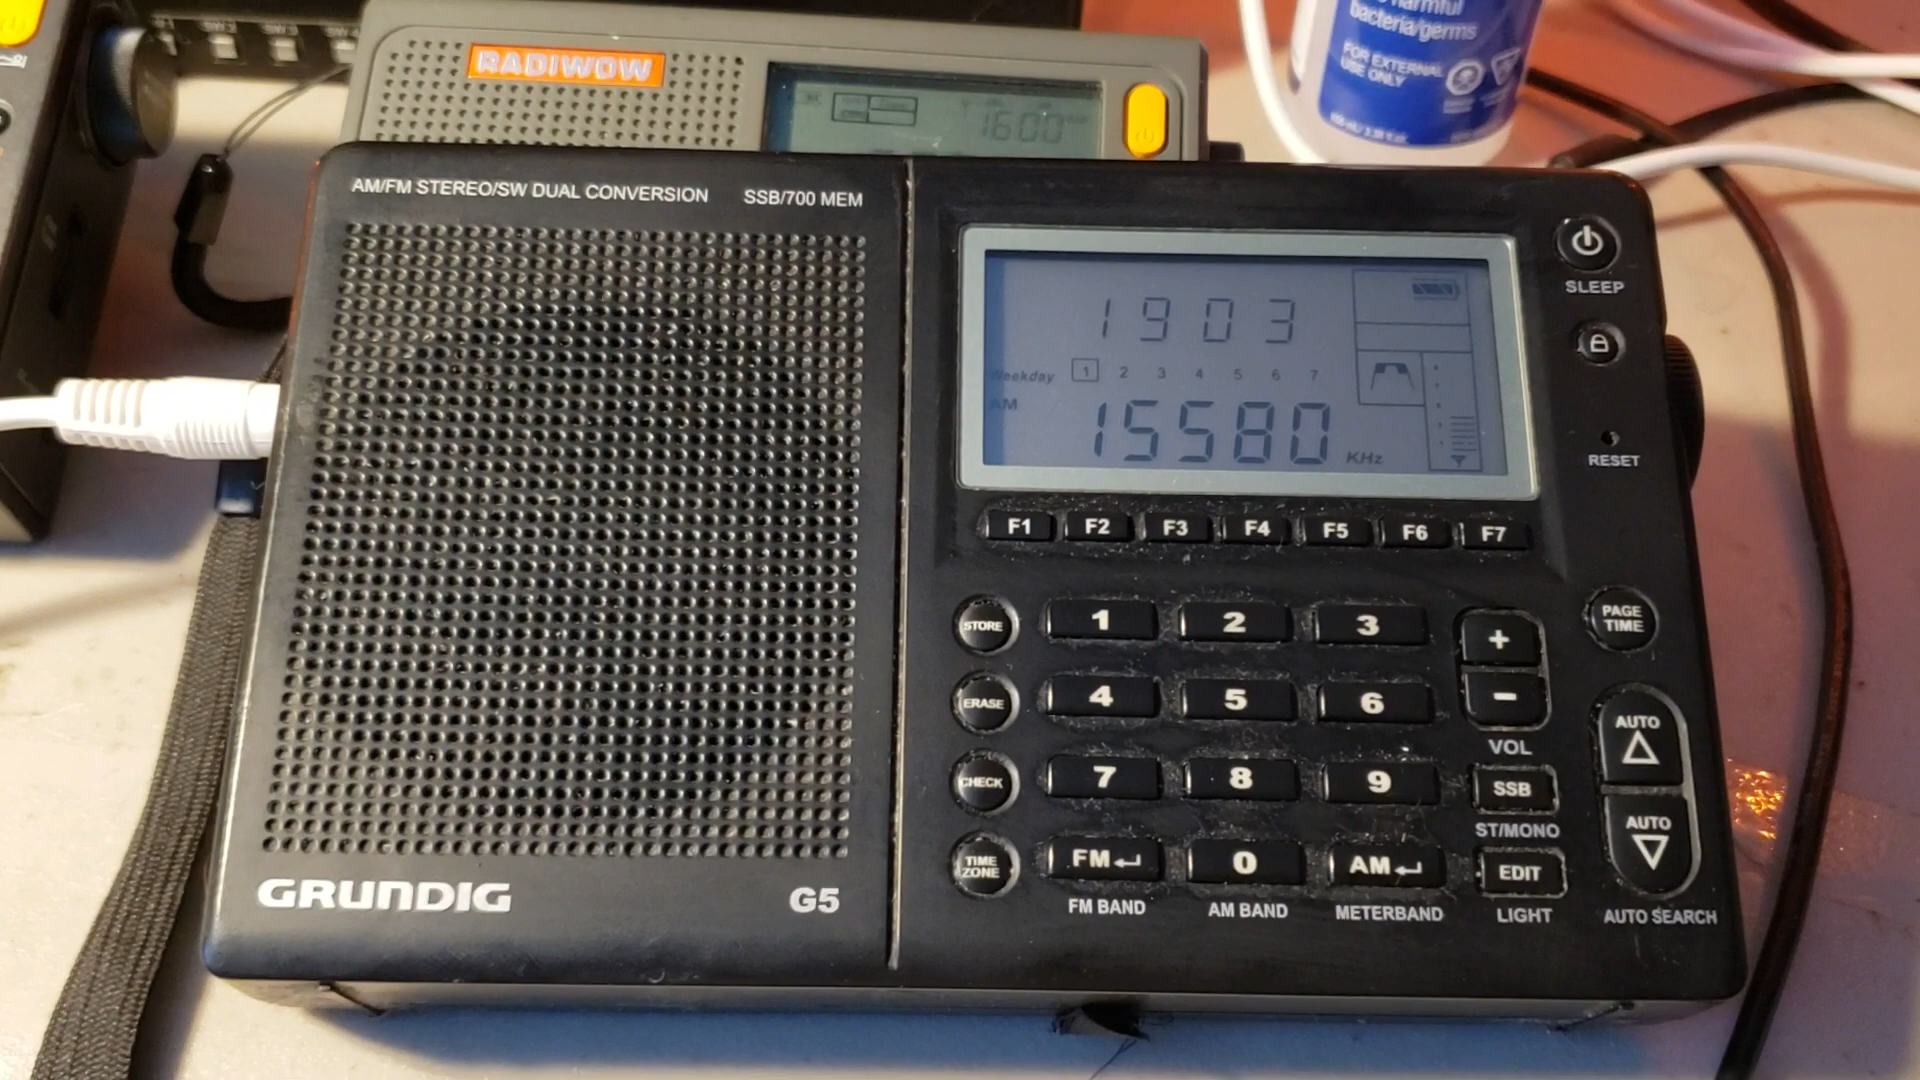 harmful
bacteria/germs
FOR EXTERNAL
USE ONLY
RADIWOW
1600
AM/FM STEREO/SW DUAL CONVERSION SSB/700 MEM
SLEEP
1903
Weekday 1 2 3 4 5 6 7
AM
15580 KHz
RESET
F1 F2 F3 F4 F5 F6 F7
STORE 1 2 3 + PAGE TIME
ERASE 4 5 6 -
VOL
AUTO
CHECK 7 8 9 SSB
ST/MONO
AUTO
TIME ZONE FM 0 AM EDIT
FM BAND AM BAND METERBAND LIGHT AUTO SEARCH
GRUNDIG G5